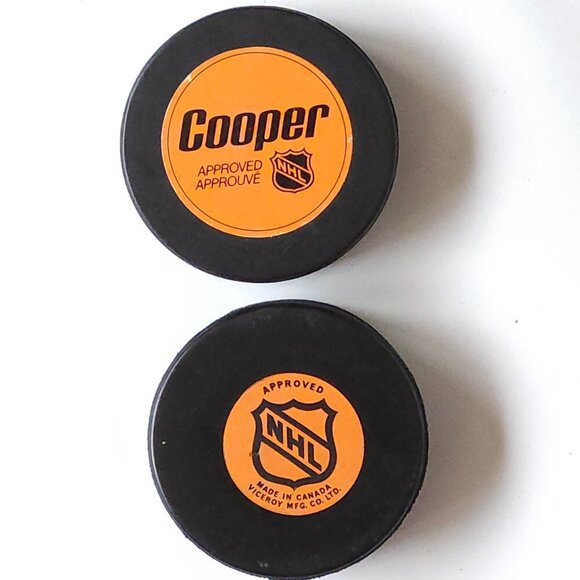 Cooper
APPROVED
APPROUVÉ
NHL
APPROVED
NHL
MADE IN CANADA
VICEROY MFG. CO. LTD.